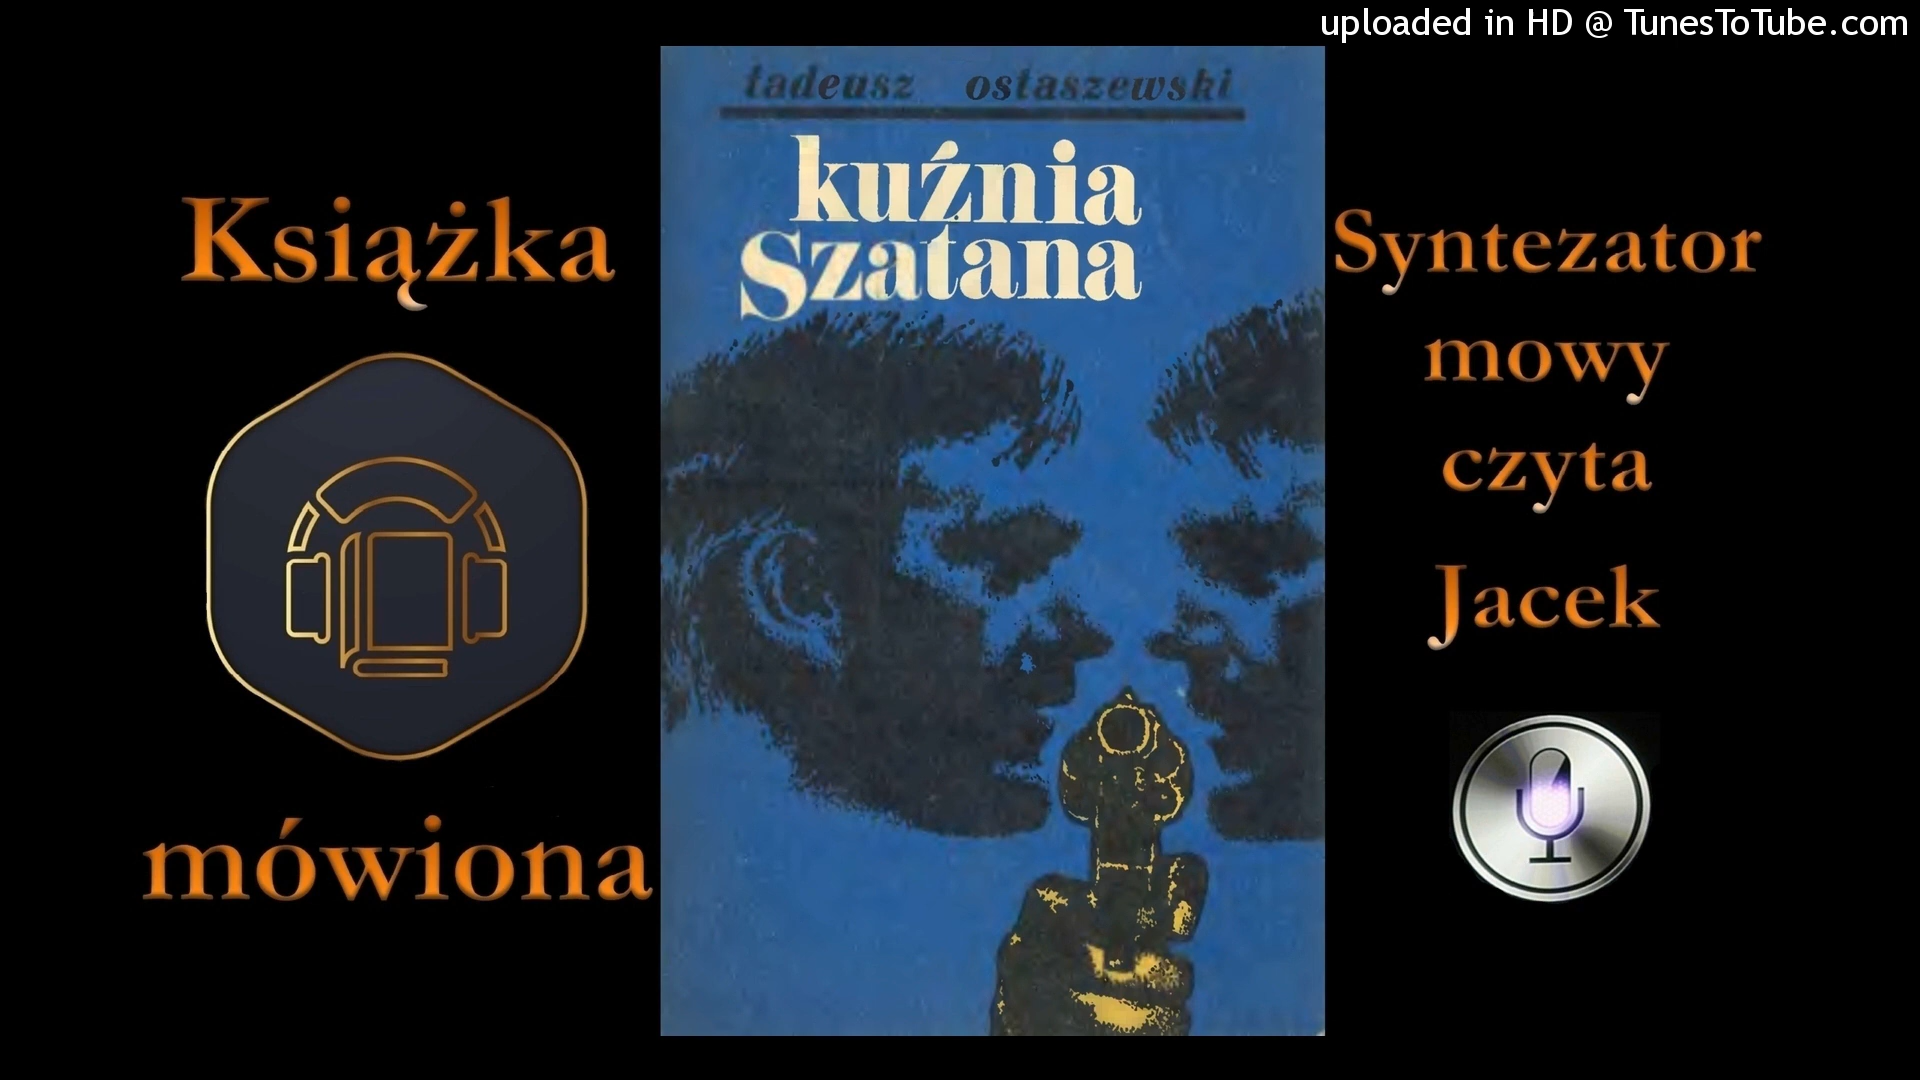 uploaded in HD @ TunesToTube.com
tadeusz ostaszewski
kuźnia
Szatana
Książka
mówiona
Syntezator
mowy
czyta
Jacek